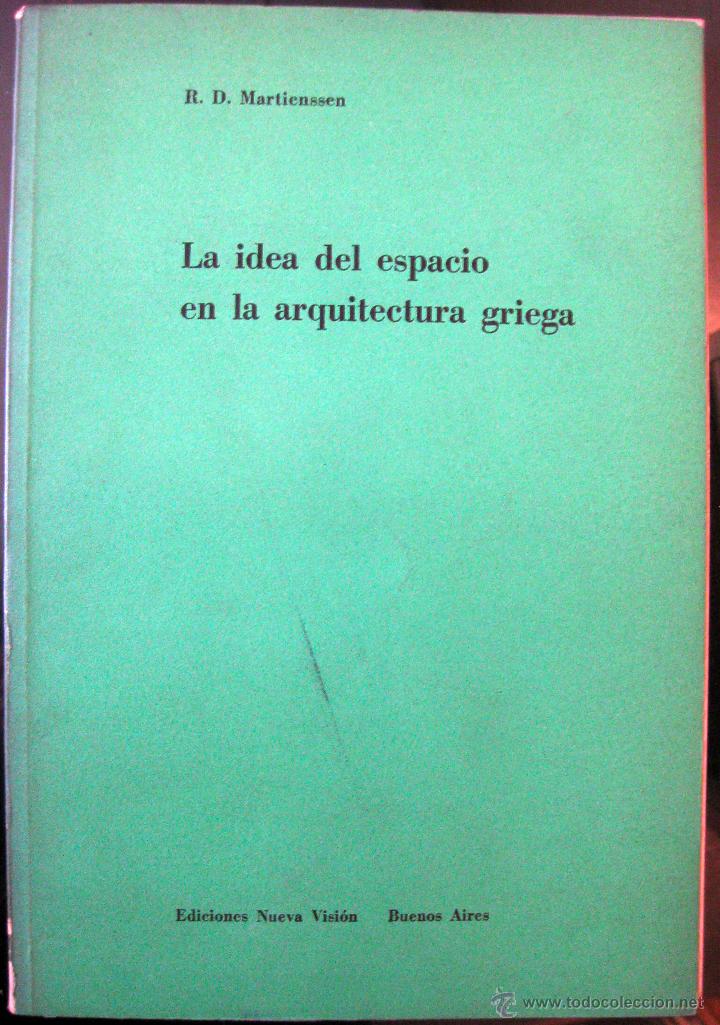 R. D. Martienssen
La idea del espacio
en la arquitectura griega
Ediciones Nueva Visión Buenos Aires
© www.todocoleccion.net